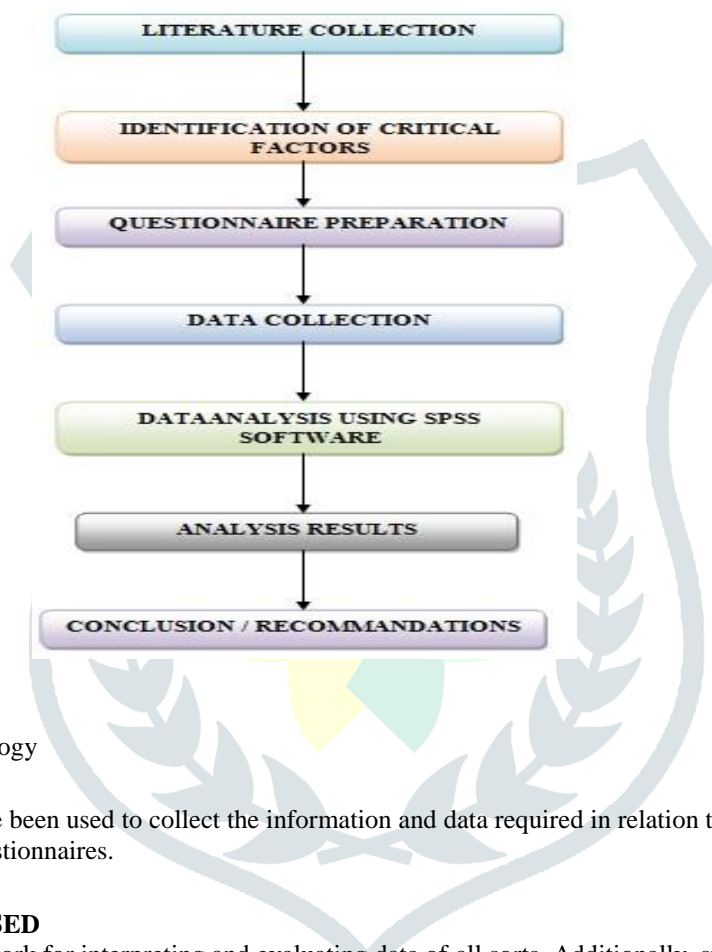 LITERATURE COLLECTION
IDENTIFICATION OF CRITICAL
FACTORS
QUESTIONNAIRE PREPARATION
DATA COLLECTION
DATAANALYSIS USING SPSS
SOFTWARE
ANALYSIS RESULTS
CONCLUSION / RECOMMANDATIONS
ogy
been used to collect the information and data required in relation t
stionnaires.
SED
ork for interpreting and evaluating data of all sorts. Additionally,